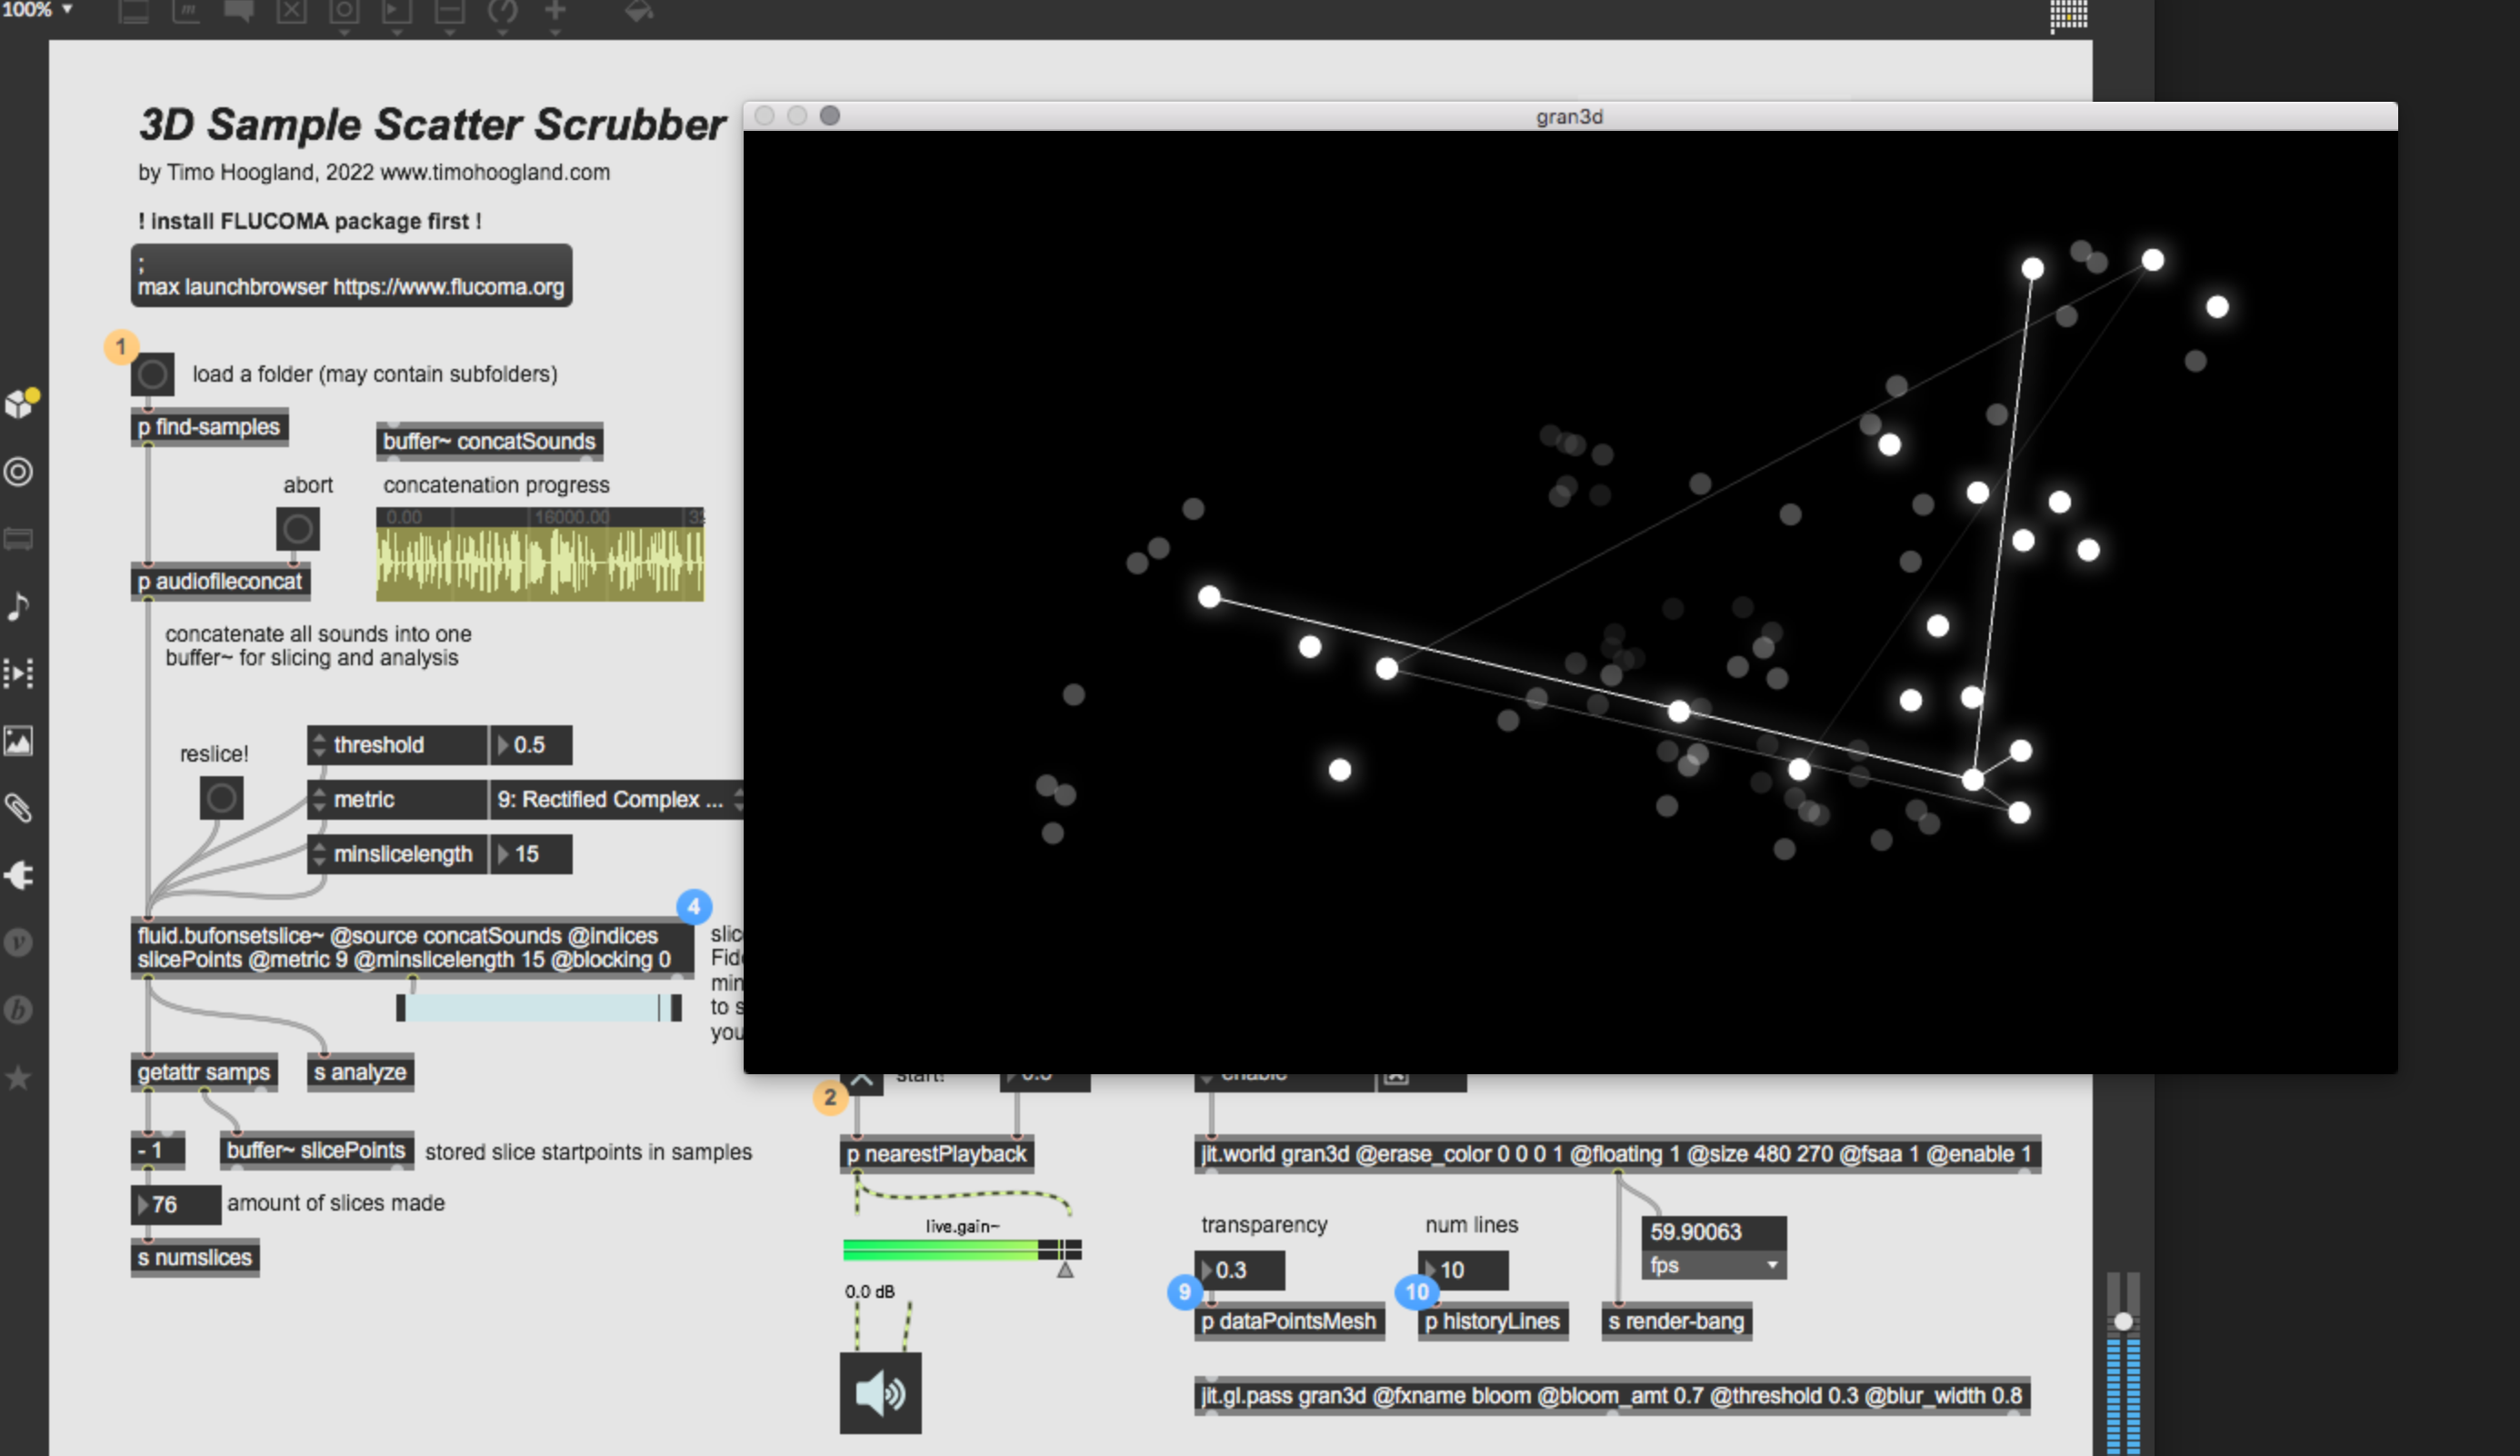 100%
3D Sample Scatter Scrubber
by Timo Hoogland, 2022 www.timohoogland.com
! install FLUCOMA package first !
;
max launchbrowser https://www.flucoma.org
gran3d
1
load a folder (may contain subfolders)
p find-samples
buffer~ concatSounds
abort
concatenation progress
0.00
16000.00
p audiofileconcat
concatenate all sounds into one
buffer~ for slicing and analysis
reslice!
threshold
0.5
metric
9: Rectified Complex ...
minslicelength
15
4
fluid.bufonsetslice~ @source concatSounds @indices
slicePoints @metric 9 @minslicelength 15 @blocking 0
to s
you
getattr samps
s analyze
- 1
buffer~ slicePoints
stored slice startpoints in samples
76
amount of slices made
s numslices
2
start!
0.0
enable
p nearestPlayback
live.gain~
0.0 dB
jit.world gran3d @erase_color 0 0 0 1 @floating 1 @size 480 270 @fsaa 1 @enable 1
transparency
num lines
59.90063
fps
0.3
10
9
10
p dataPointsMesh
p historyLines
s render-bang
jit.gl.pass gran3d @fxname bloom @bloom_amt 0.7 @threshold 0.3 @blur_width 0.8